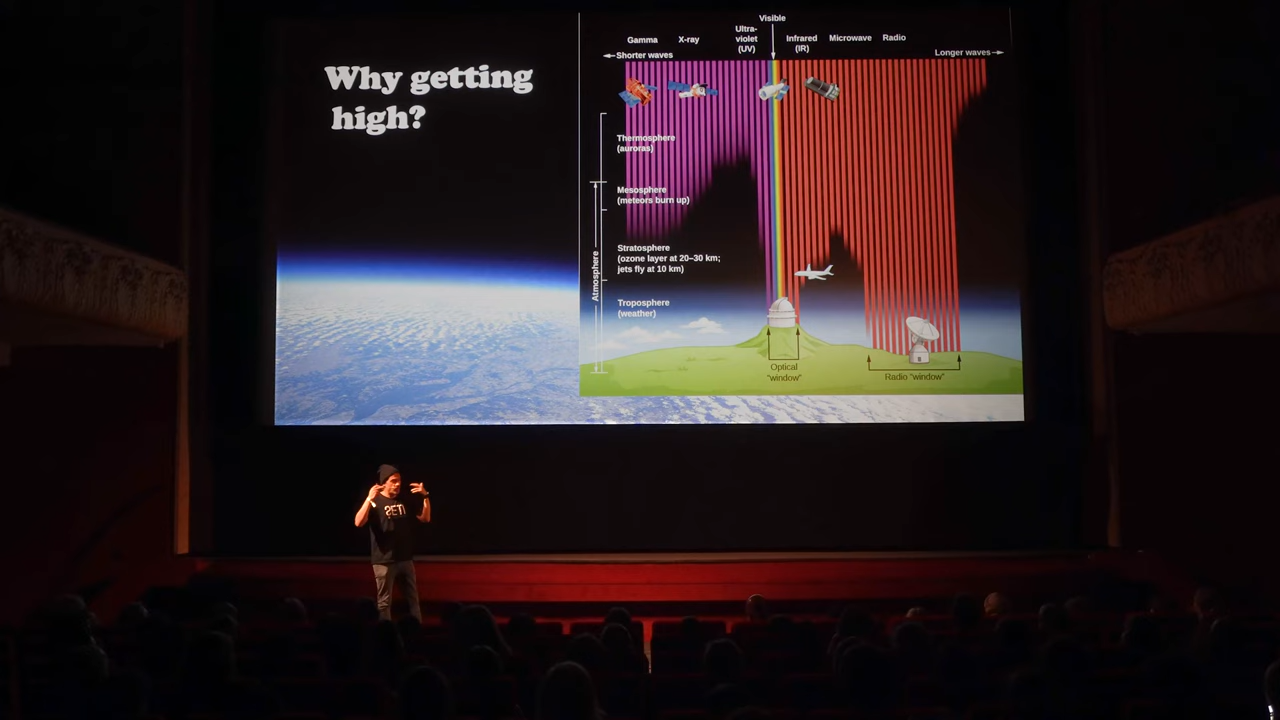 Why getting
high?
Visible
Gamma
X-ray
Ultra-
violet
(UV)
Infrared
(IR)
Microwave
Radio
Shorter waves
Longer waves
Thermosphere
(auroras)
Mesosphere
(meteors burn up)
Stratosphere
(ozone layer at 20–30 km;
jets fly at 10 km)
Atmosphere
Troposphere
(weather)
Optical
"window"
Radio "window"